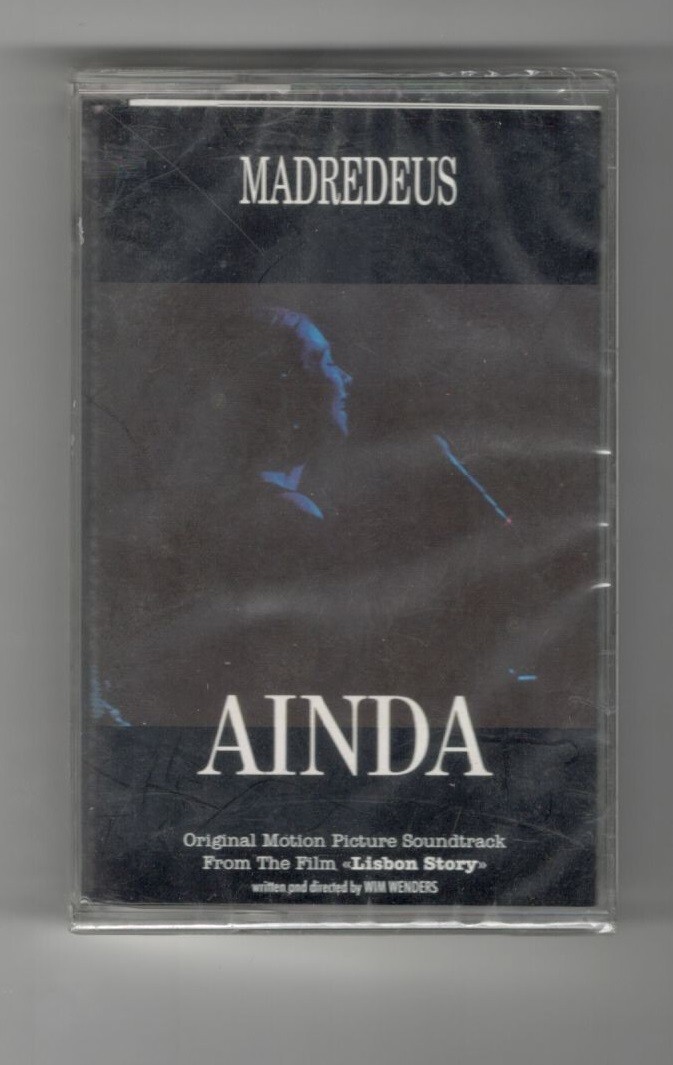 MADREDEUS
AINDA
Original Motion Picture Soundtrack
From The Film «Lisbon Story»
written and directed by WIM WENDERS